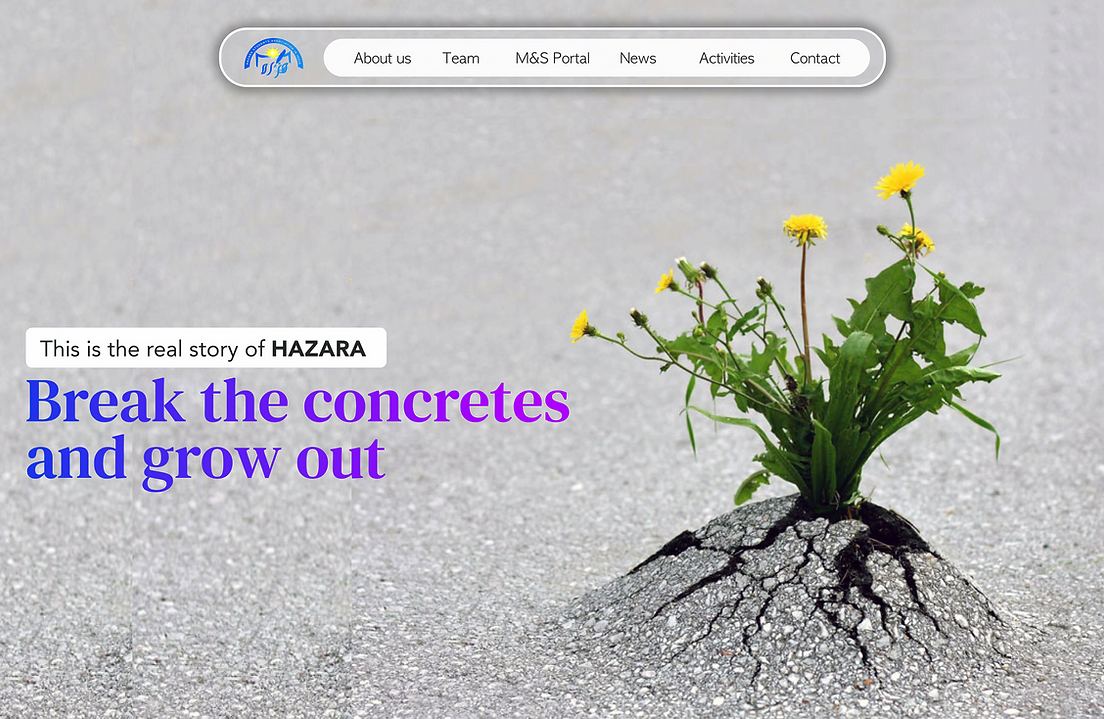 About us
Team
M&S Portal
News
Activities
Contact
This is the real story of HAZARA
Break the concretes
and grow out